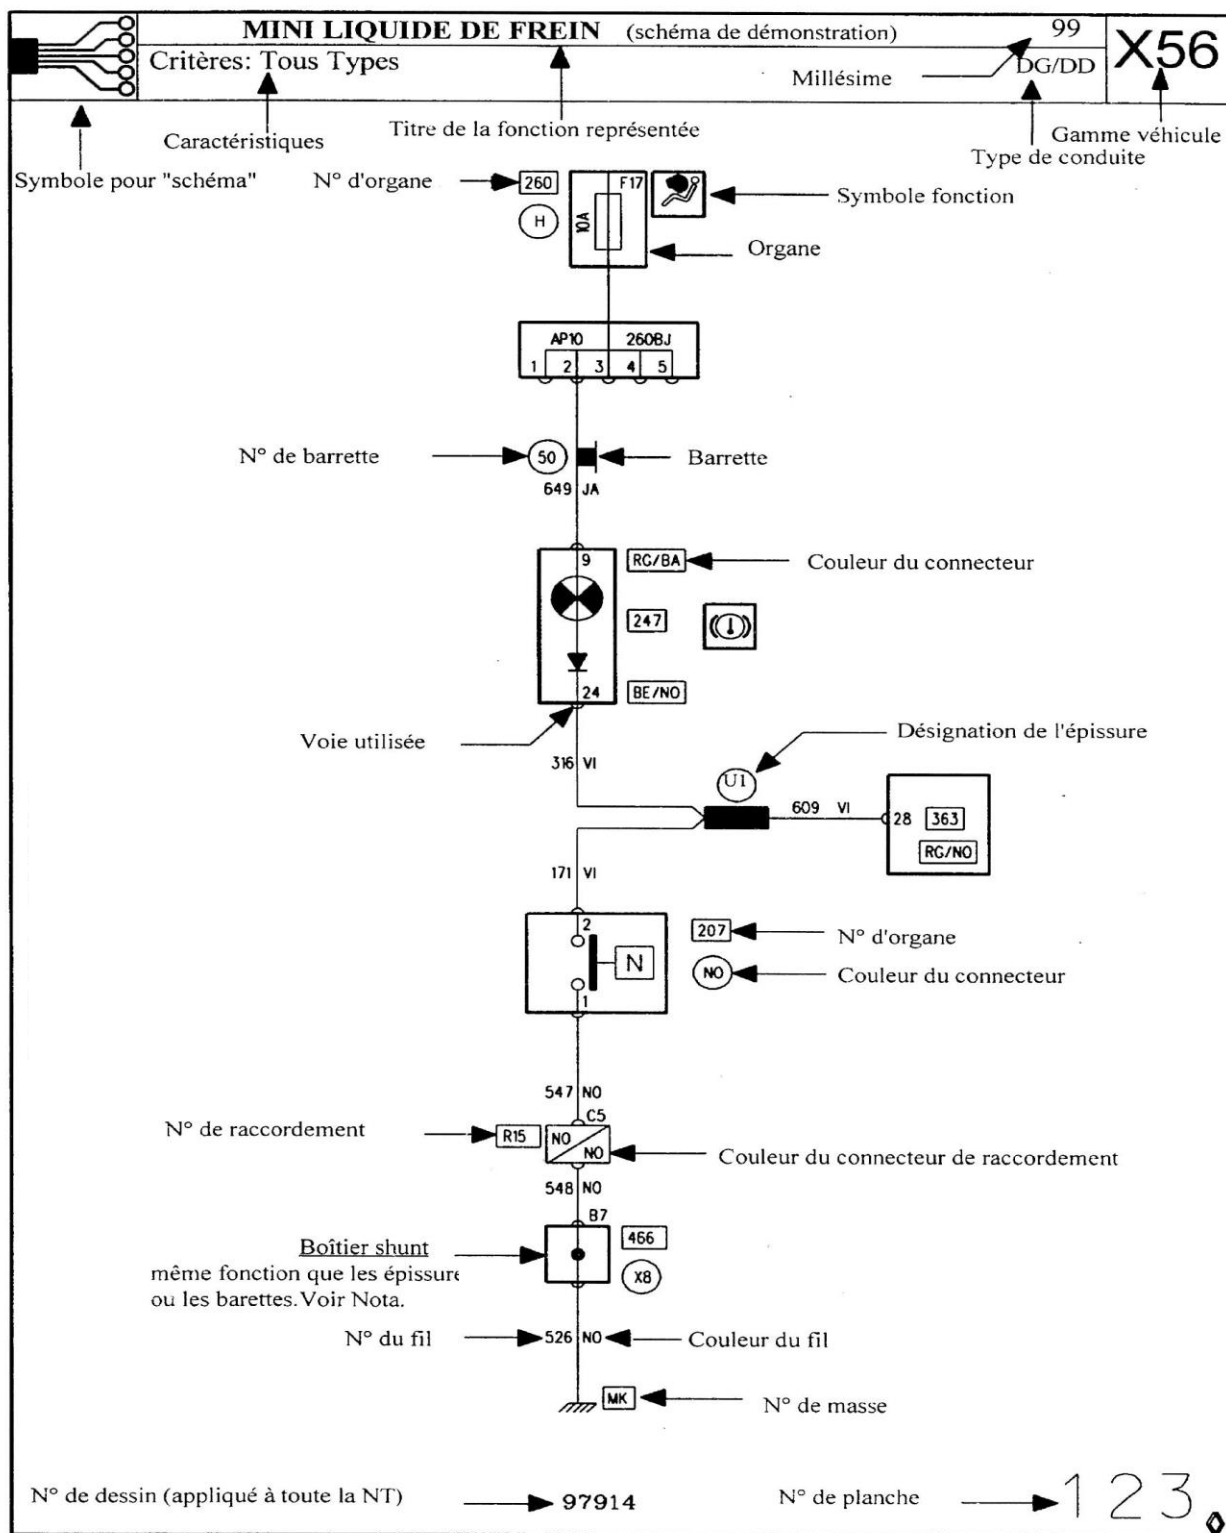 MINI LIQUIDE DE FREIN (schéma de démonstration) 99
X56
Critères: Tous Types
Millésime
DG/DD
Caractéristiques
Titre de la fonction représentée
Gamme véhicule
Type de conduite
Symbole pour "schéma"
N° d'organe
260
F17
H
10A
Symbole fonction
Organe
AP10 260BJ
1 2 3 4 5
N° de barrette
50
Barrette
649 JA
9
RG/BA
Couleur du connecteur
247
24
BE/NO
Voie utilisée
Désignation de l'épissure
316 VI
U1
609 VI
28 363
RG/NO
171 VI
2
207
N° d'organe
N
NO
Couleur du connecteur
1
547 NO
C5
N° de raccordement
R15
NO
NO
Couleur du connecteur de raccordement
548 NO
B7
466
Boîtier shunt
même fonction que les épissure
X8
ou les barettes.Voir Nota.
N° du fil
526 NO
Couleur du fil
MK
N° de masse
N° de dessin (appliqué à toute la NT)
97914
N° de planche
123.